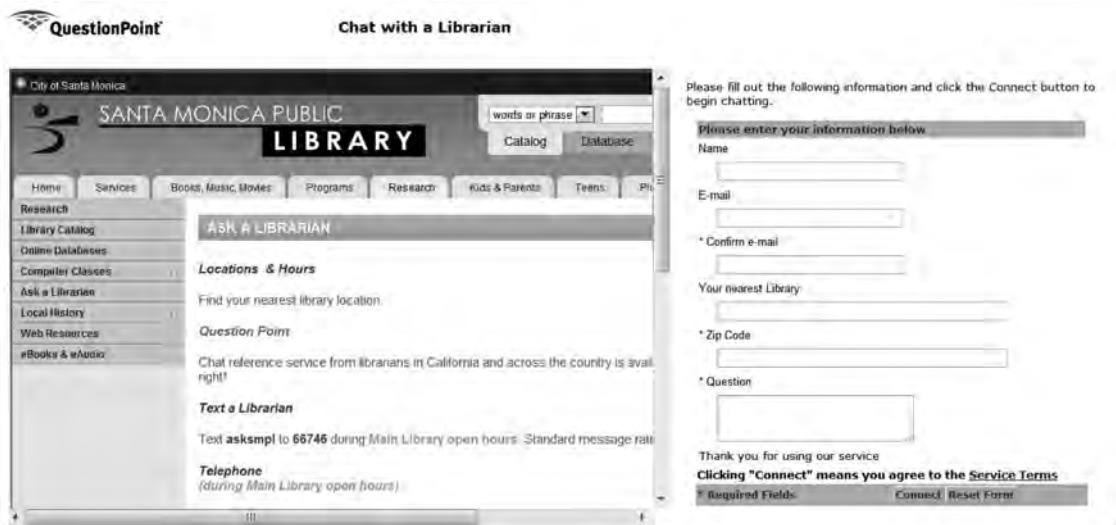 QuestionPoint
Chat with a Librarian
City of Santa Monica
SANTA MONICA PUBLIC
LIBRARY
words or phrase
Catalog Database
Home Services Books, Music, Movies Programs Research Kids & Parents Teens
Research
Library Catalog
Online Databases
Computer Classes
Ask a Librarian
Local History
Web Resources
eBooks & eAudio
ASK A LIBRARIAN
Locations & Hours
Find your nearest library location
Question Point
Chat reference service from librarians in California and across the country is avail
right!
Text a Librarian
Text asksmpl to 66746 during Main Library open hours. Standard message rate
Telephone
(during Main Library open hours)
Please fill out the following information and click the Connect button to
begin chatting.
Please enter your information below
Name
E-mail
* Confirm e-mail
Your nearest Library
* Zip Code
* Question
Thank you for using our service
Clicking "Connect" means you agree to the Service Terms
* Required Fields Connect Reset Form